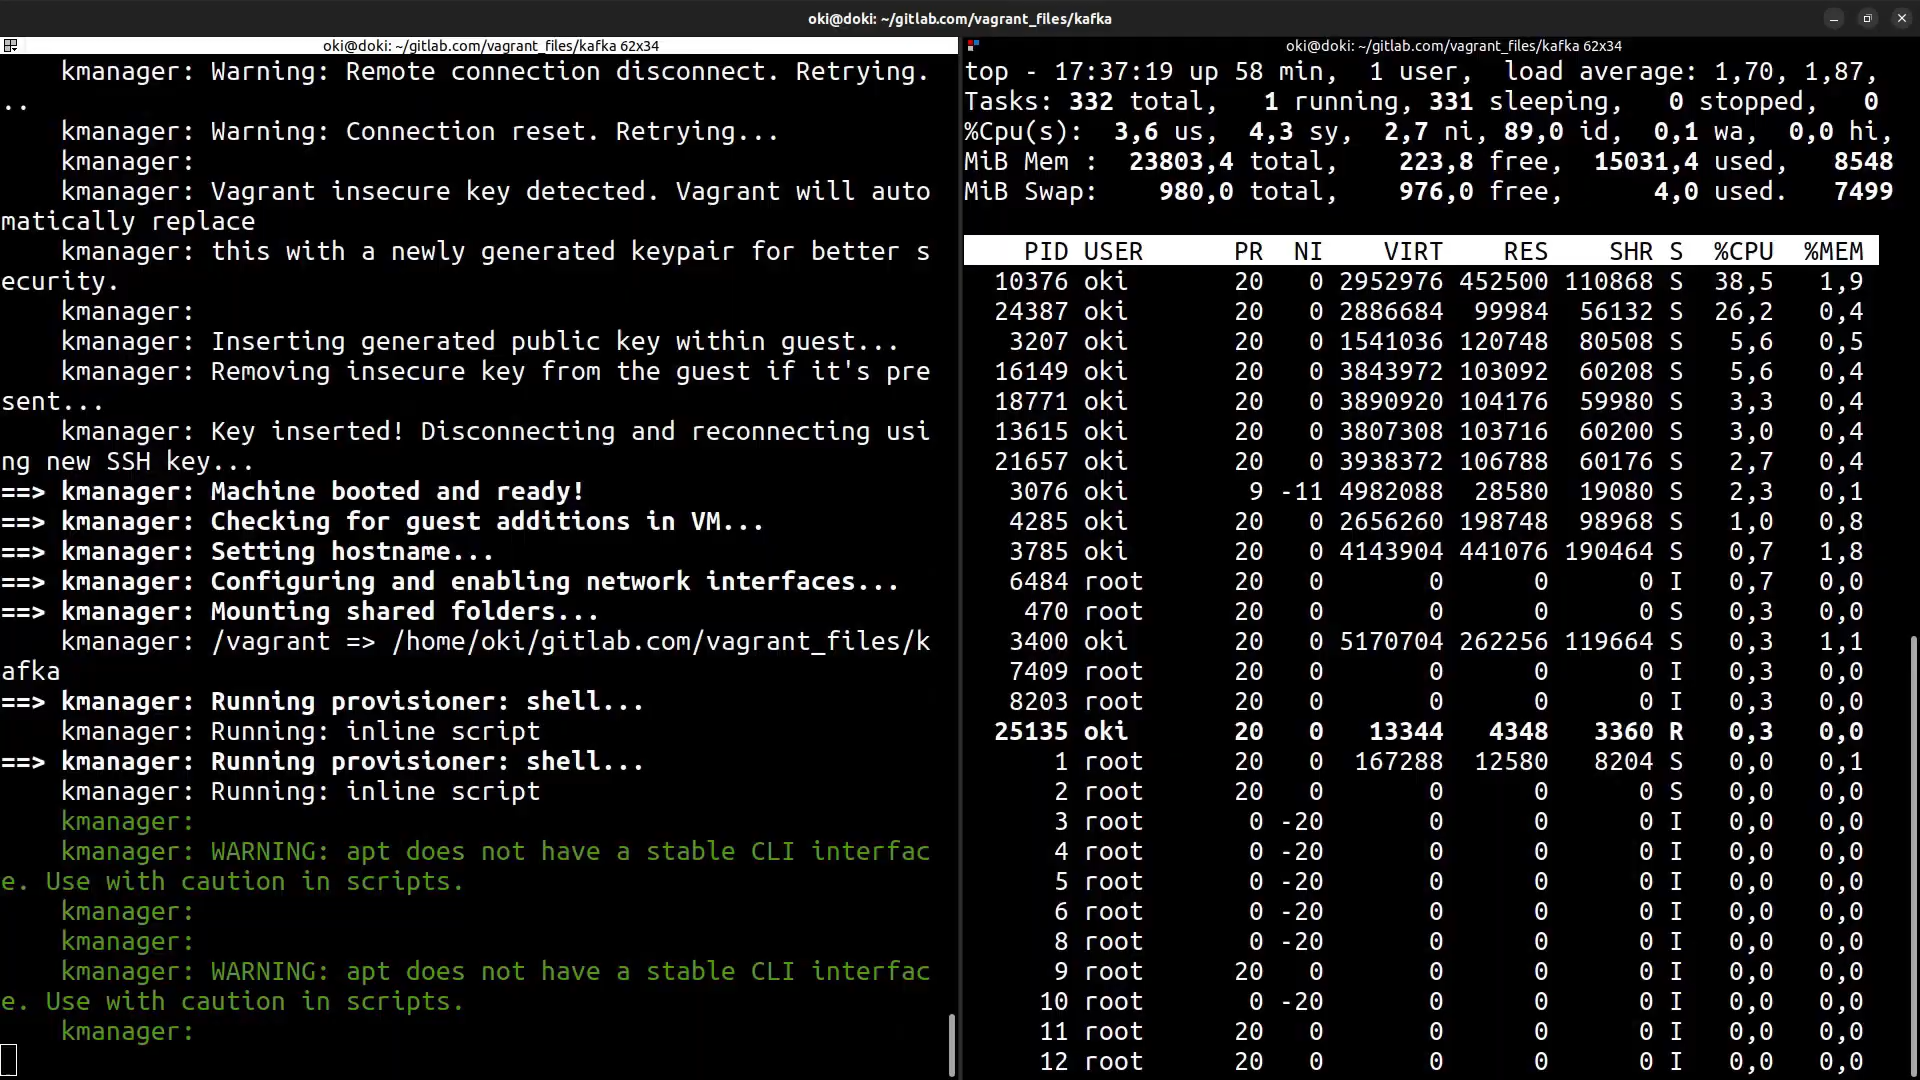 oki@doki: ~/gitlab.com/vagrant_files/kafka
oki@doki: ~/gitlab.com/vagrant_files/kafka 62x34
    kmanager: Warning: Remote connection disconnect. Retrying.
..
    kmanager: Warning: Connection reset. Retrying...
    kmanager:
    kmanager: Vagrant insecure key detected. Vagrant will auto
matically replace
    kmanager: this with a newly generated keypair for better s
ecurity.
    kmanager:
    kmanager: Inserting generated public key within guest...
    kmanager: Removing insecure key from the guest if it's pre
sent...
    kmanager: Key inserted! Disconnecting and reconnecting usi
ng new SSH key...
==> kmanager: Machine booted and ready!
==> kmanager: Checking for guest additions in VM...
==> kmanager: Setting hostname...
==> kmanager: Configuring and enabling network interfaces...
==> kmanager: Mounting shared folders...
    kmanager: /vagrant => /home/oki/gitlab.com/vagrant_files/k
afka
==> kmanager: Running provisioner: shell...
    kmanager: Running: inline script
==> kmanager: Running provisioner: shell...
    kmanager: Running: inline script
    kmanager:
    kmanager: WARNING: apt does not have a stable CLI interfac
e. Use with caution in scripts.
    kmanager:
    kmanager:
    kmanager: WARNING: apt does not have a stable CLI interfac
e. Use with caution in scripts.
    kmanager:
oki@doki: ~/gitlab.com/vagrant_files/kafka 62x34
top - 17:37:19 up 58 min,  1 user,  load average: 1,70, 1,87,
Tasks: 332 total,   1 running, 331 sleeping,   0 stopped,   0
%Cpu(s):  3,6 us,  4,3 sy,  2,7 ni, 89,0 id,  0,1 wa,  0,0 hi,
MiB Mem :  23803,4 total,    223,8 free,  15031,4 used,   8548
MiB Swap:    980,0 total,    976,0 free,      4,0 used.   7499
    PID USER      PR  NI    VIRT    RES    SHR S  %CPU  %MEM
  10376 oki       20   0 2952976 452500 110868 S  38,5   1,9
  24387 oki       20   0 2886684  99984  56132 S  26,2   0,4
   3207 oki       20   0 1541036 120748  80508 S   5,6   0,5
  16149 oki       20   0 3843972 103092  60208 S   5,6   0,4
  18771 oki       20   0 3890920 104176  59980 S   3,3   0,4
  13615 oki       20   0 3807308 103716  60200 S   3,0   0,4
  21657 oki       20   0 3938372 106788  60176 S   2,7   0,4
   3076 oki        9 -11 4982088  28580  19080 S   2,3   0,1
   4285 oki       20   0 2656260 198748  98968 S   1,0   0,8
   3785 oki       20   0 4143904 441076 190464 S   0,7   1,8
   6484 root      20   0       0      0      0 I   0,7   0,0
    470 root      20   0       0      0      0 S   0,3   0,0
   3400 oki       20   0 5170704 262256 119664 S   0,3   1,1
   7409 root      20   0       0      0      0 I   0,3   0,0
   8203 root      20   0       0      0      0 I   0,3   0,0
  25135 oki       20   0   13344   4348   3360 R   0,3   0,0
      1 root      20   0  167288  12580   8204 S   0,0   0,1
      2 root      20   0       0      0      0 S   0,0   0,0
      3 root       0 -20       0      0      0 I   0,0   0,0
      4 root       0 -20       0      0      0 I   0,0   0,0
      5 root       0 -20       0      0      0 I   0,0   0,0
      6 root       0 -20       0      0      0 I   0,0   0,0
      8 root       0 -20       0      0      0 I   0,0   0,0
      9 root      20   0       0      0      0 I   0,0   0,0
     10 root       0 -20       0      0      0 I   0,0   0,0
     11 root      20   0       0      0      0 I   0,0   0,0
     12 root      20   0       0      0      0 I   0,0   0,0